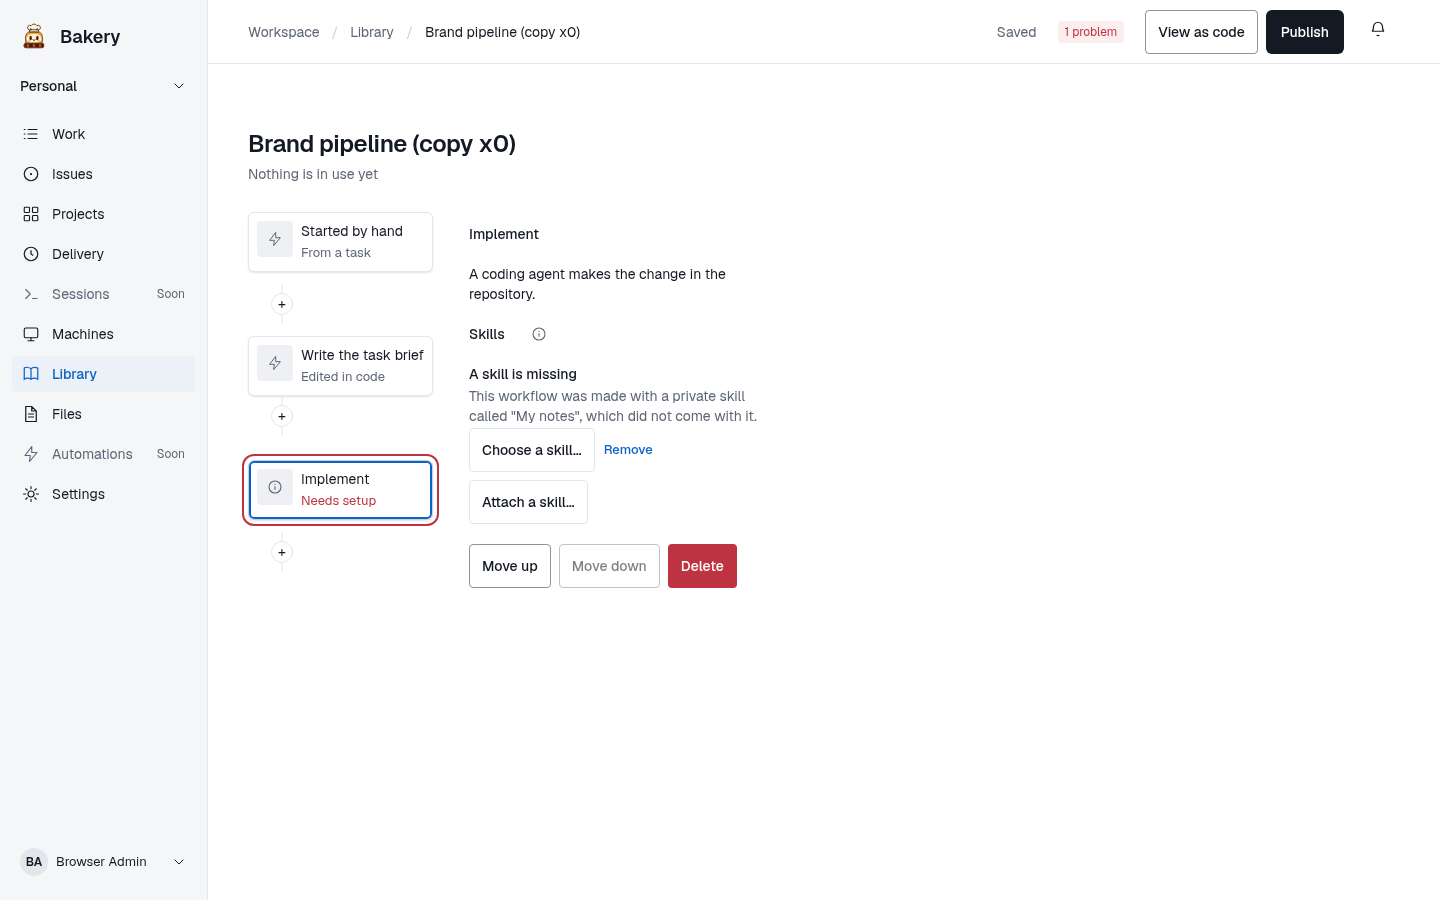 Bakery
Personal
Work
Issues
Projects
Delivery
Sessions Soon
Machines
Library
Files
Automations Soon
Settings
BA Browser Admin
Workspace / Library / Brand pipeline (copy x0)
Saved 1 problem View as code Publish
Brand pipeline (copy x0)
Nothing is in use yet
Started by hand
From a task
+
Write the task brief
Edited in code
+
Implement
Needs setup
+
Implement
A coding agent makes the change in the
repository.
Skills
A skill is missing
This workflow was made with a private skill
called "My notes", which did not come with it.
Choose a skill... Remove
Attach a skill...
Move up Move down Delete